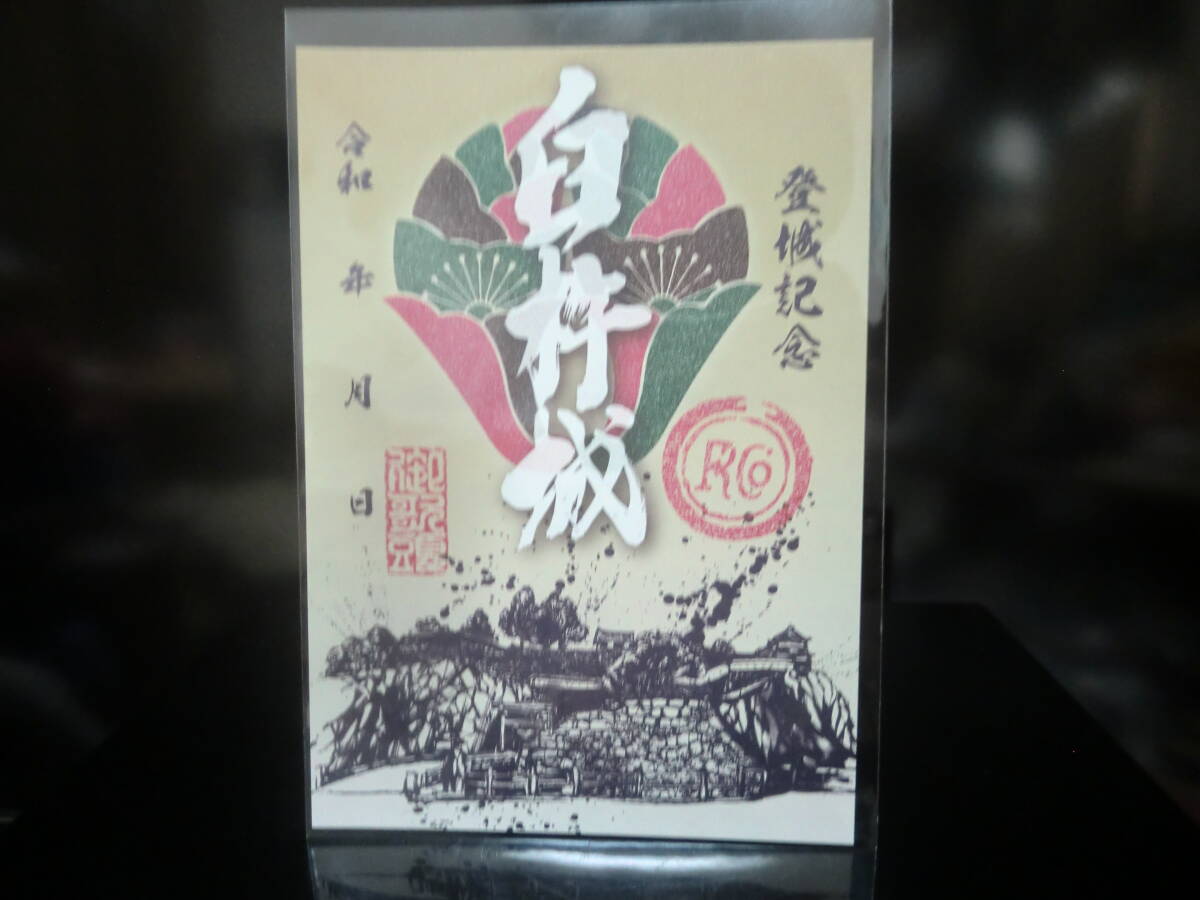 登城記念
臼杵城
令和 年 月 日